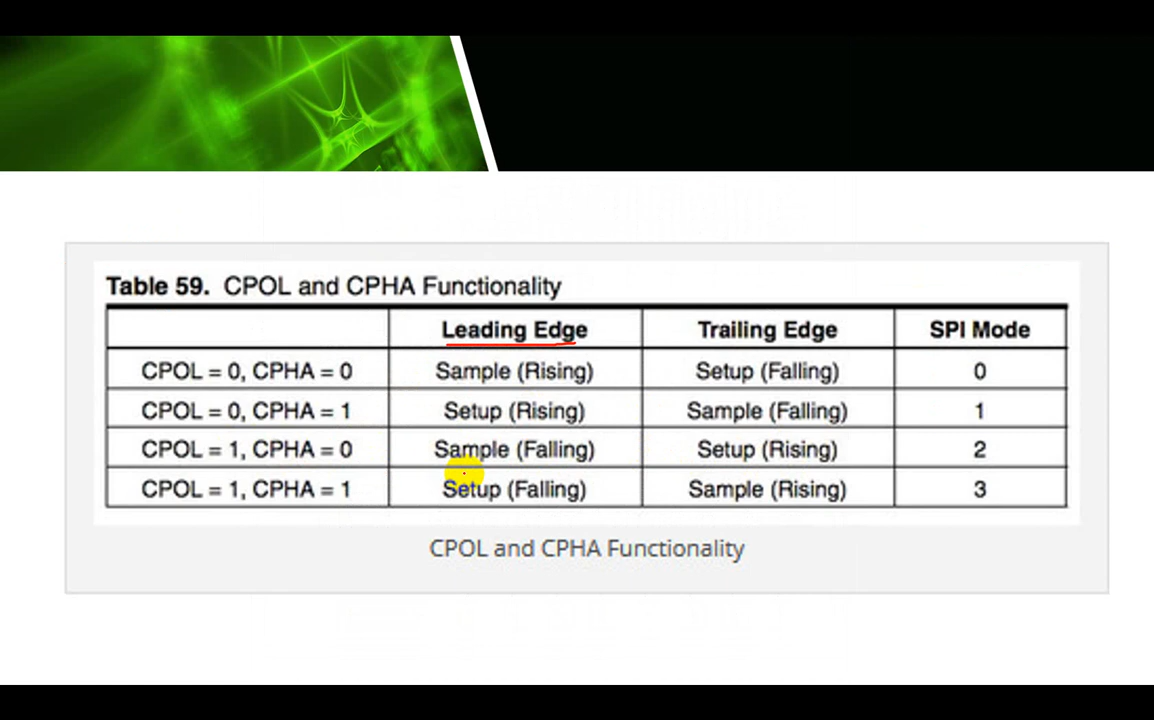 Table 59. CPOL and CPHA Functionality
Leading Edge Trailing Edge SPI Mode
CPOL = 0, CPHA = 0 Sample (Rising) Setup (Falling) 0
CPOL = 0, CPHA = 1 Setup (Rising) Sample (Falling) 1
CPOL = 1, CPHA = 0 Sample (Falling) Setup (Rising) 2
CPOL = 1, CPHA = 1 Setup (Falling) Sample (Rising) 3
CPOL and CPHA Functionality